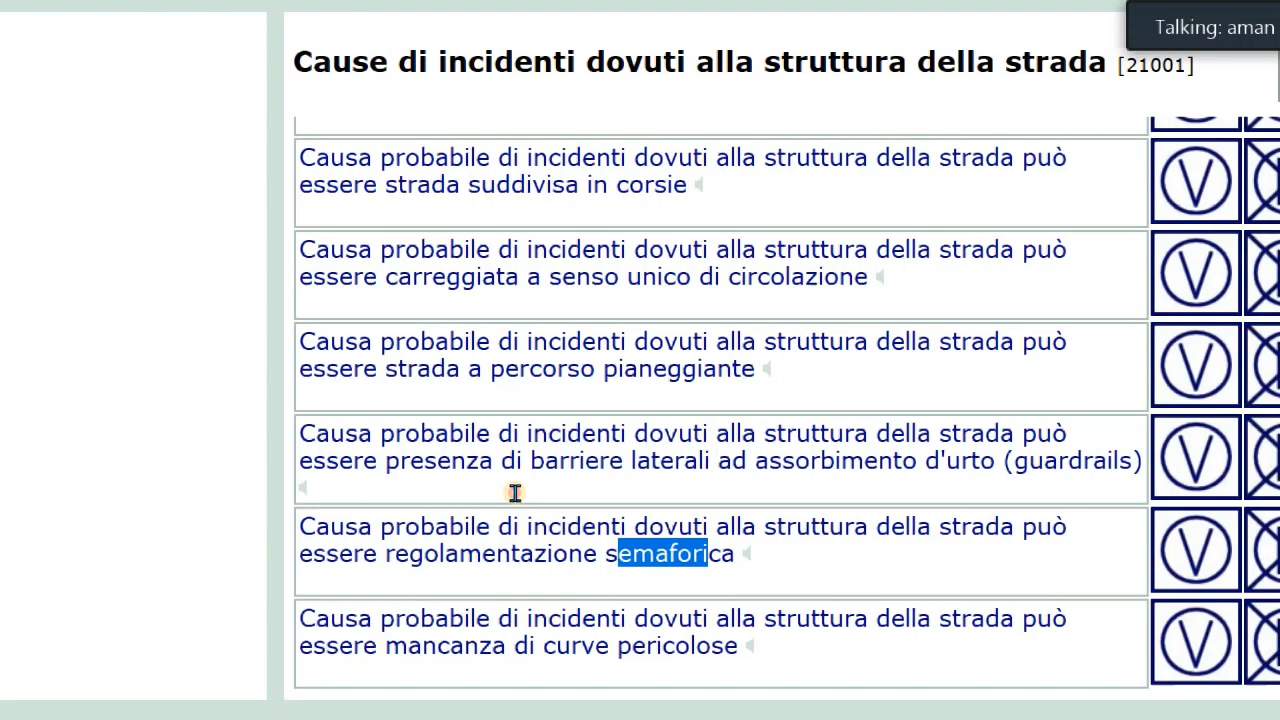 Talking: aman
Cause di incidenti dovuti alla struttura della strada [21001]
Causa probabile di incidenti dovuti alla struttura della strada può
essere strada suddivisa in corsie
V
Causa probabile di incidenti dovuti alla struttura della strada può
essere carreggiata a senso unico di circolazione
V
Causa probabile di incidenti dovuti alla struttura della strada può
essere strada a percorso pianeggiante
V
Causa probabile di incidenti dovuti alla struttura della strada può
essere presenza di barriere laterali ad assorbimento d'urto (guardrails)
V
Causa probabile di incidenti dovuti alla struttura della strada può
essere regolamentazione semaforica
V
Causa probabile di incidenti dovuti alla struttura della strada può
essere mancanza di curve pericolose
V